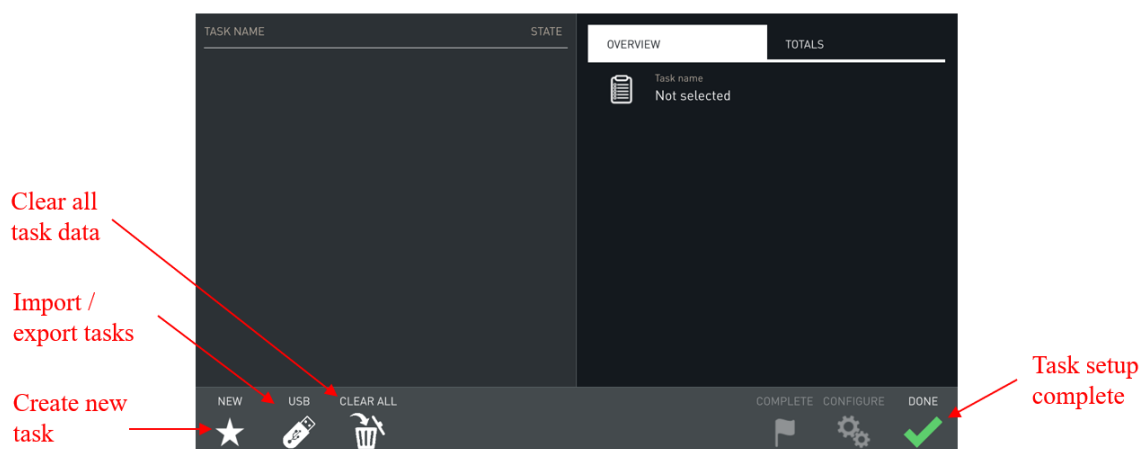 TASK NAME STATE
OVERVIEW TOTALS
Task name
Not selected
Clear all
task data
Import /
export tasks
Create new
task
NEW USB CLEAR ALL COMPLETE CONFIGURE DONE
Task setup
complete